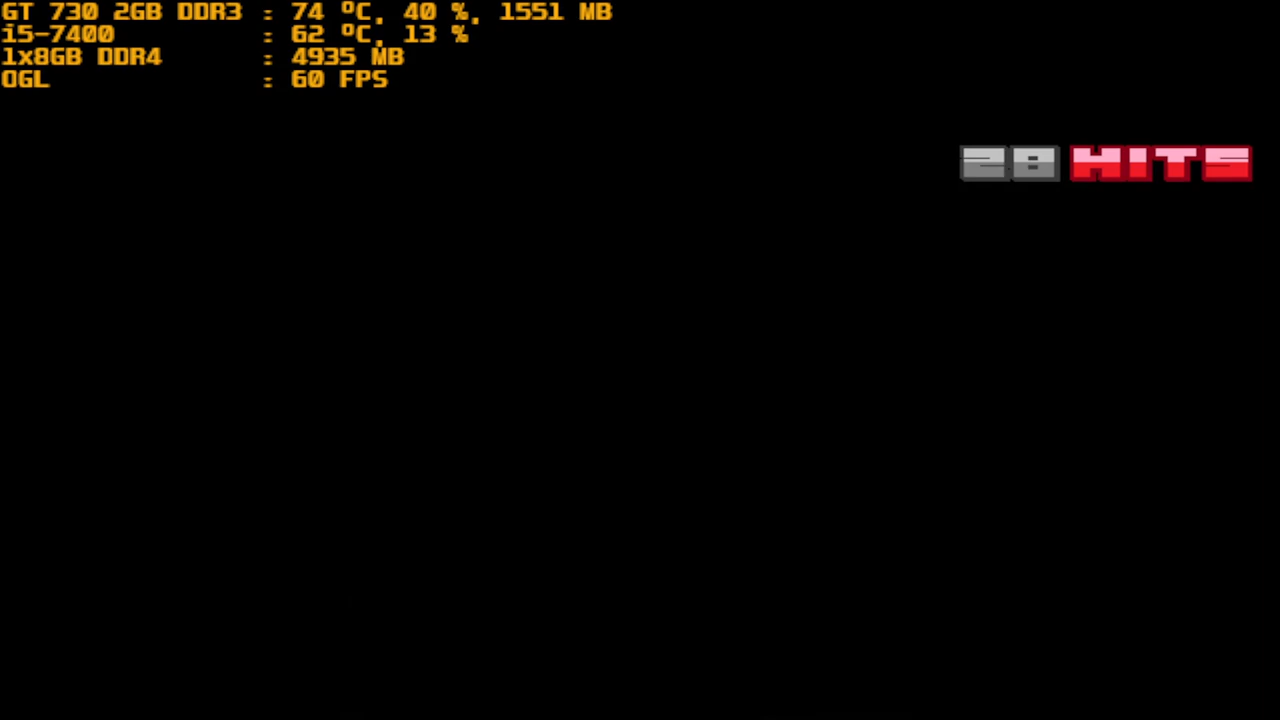 GT 730 2GB DDR3 : 74 ºC, 40 %, 1551 MB
i5-7400 : 62 ºC, 13 %
1x8GB DDR4 : 4935 MB
OGL : 60 FPS
28 HITS